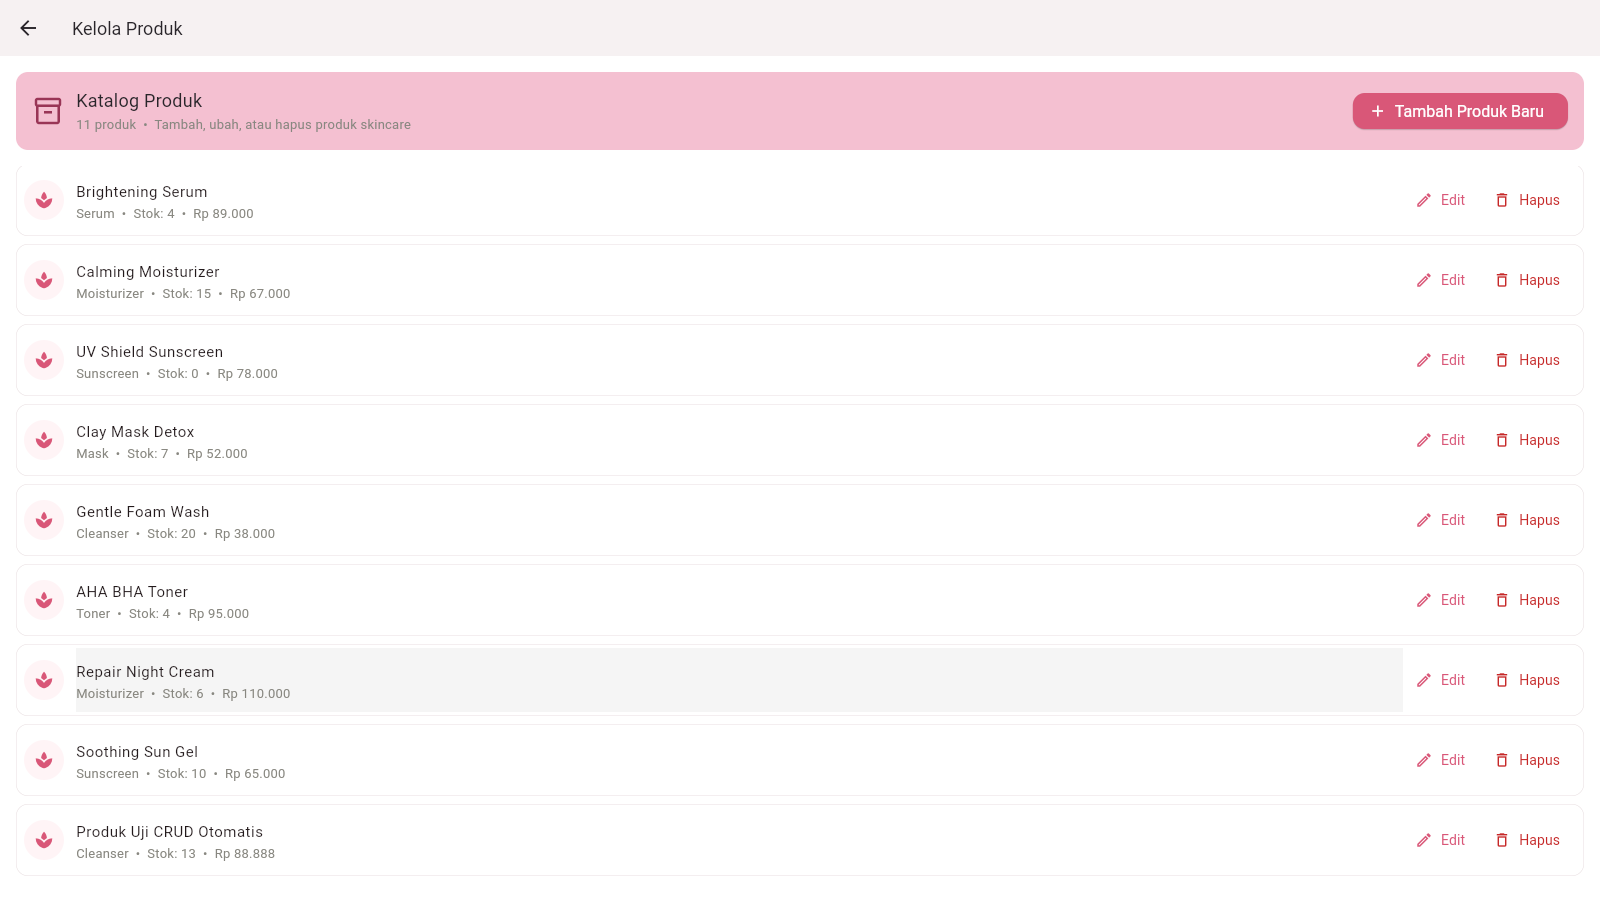 Kelola Produk
Katalog Produk
11 produk • Tambah, ubah, atau hapus produk skincare
+ Tambah Produk Baru
Brightening Serum
Serum • Stok: 4 • Rp 89.000
Edit Hapus
Calming Moisturizer
Moisturizer • Stok: 15 • Rp 67.000
Edit Hapus
UV Shield Sunscreen
Sunscreen • Stok: 0 • Rp 78.000
Edit Hapus
Clay Mask Detox
Mask • Stok: 7 • Rp 52.000
Edit Hapus
Gentle Foam Wash
Cleanser • Stok: 20 • Rp 38.000
Edit Hapus
AHA BHA Toner
Toner • Stok: 4 • Rp 95.000
Edit Hapus
Repair Night Cream
Moisturizer • Stok: 6 • Rp 110.000
Edit Hapus
Soothing Sun Gel
Sunscreen • Stok: 10 • Rp 65.000
Edit Hapus
Produk Uji CRUD Otomatis
Cleanser • Stok: 13 • Rp 88.888
Edit Hapus